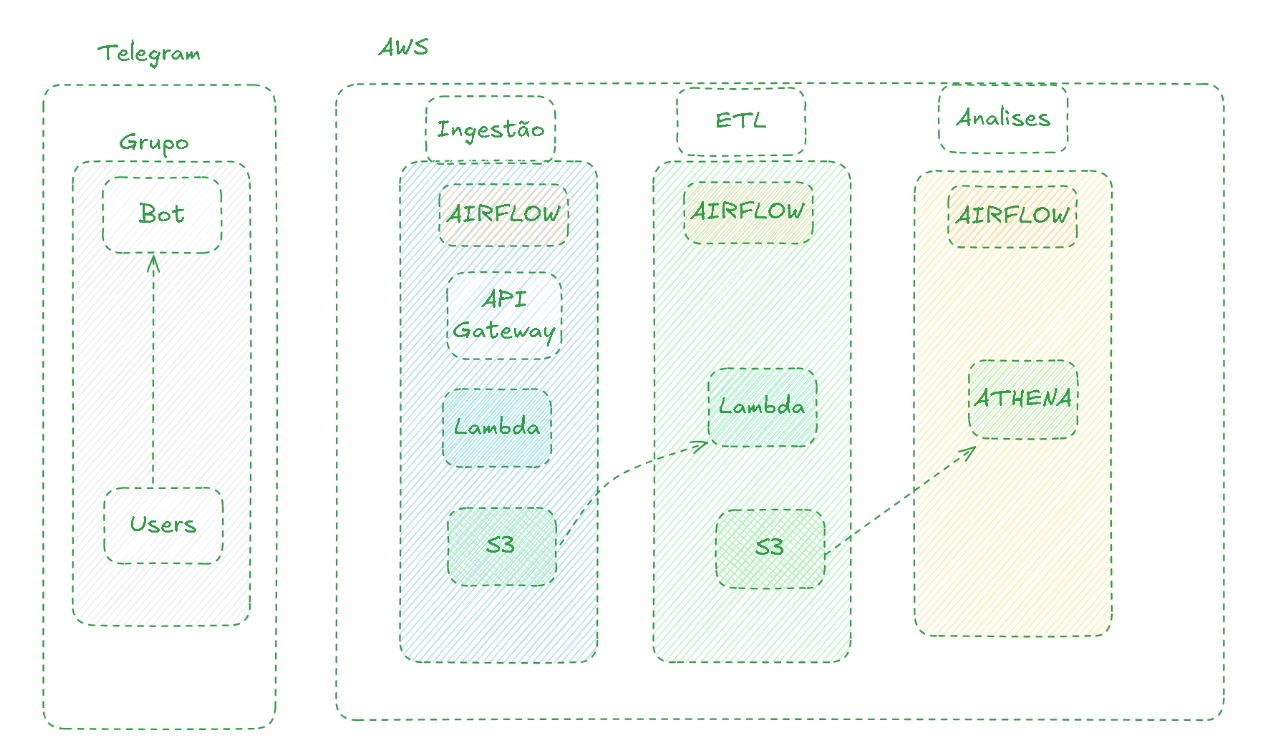 Telegram
Grupo
Bot
Users
AWS
Ingestão
AIRFLOW
API
Gateway
Lambda
S3
ETL
AIRFLOW
Lambda
S3
Analises
AIRFLOW
ATHENA